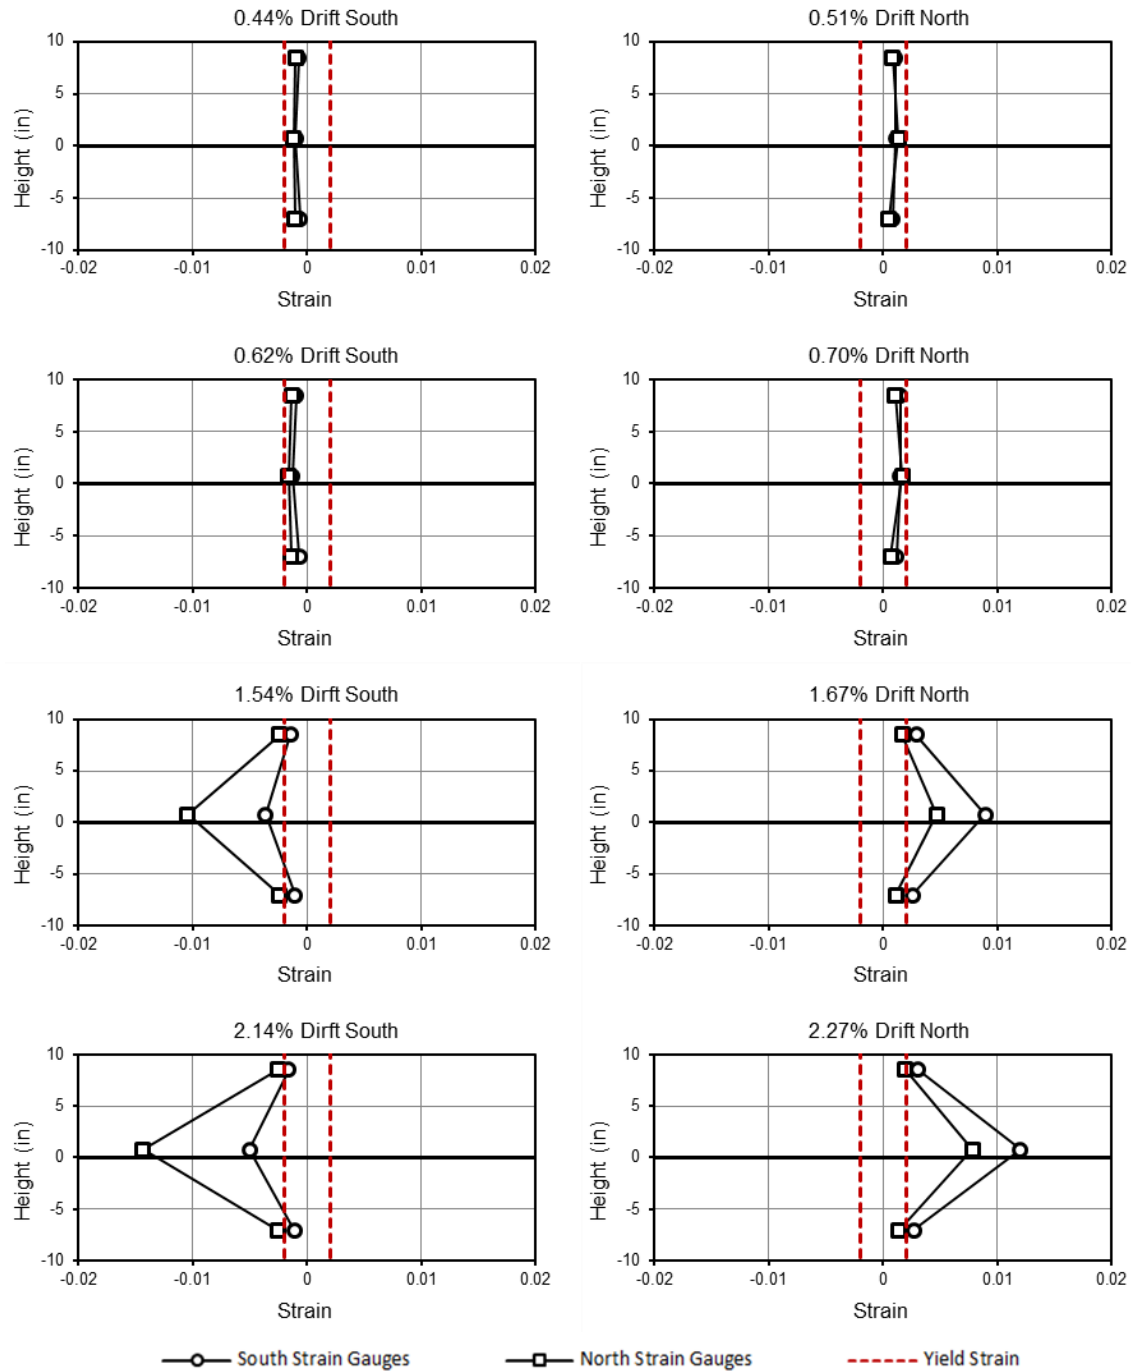 0.44% Drift South
10
5
0
-5
-10
Height (in)
-0.02
-0.01
0
0.01
0.02
Strain
0.51% Drift North
10
5
0
-5
-10
Height (in)
-0.02
-0.01
0
0.01
0.02
Strain
0.62% Drift South
10
5
0
-5
-10
Height (in)
-0.02
-0.01
0
0.01
0.02
Strain
0.70% Drift North
10
5
0
-5
-10
Height (in)
-0.02
-0.01
0
0.01
0.02
Strain
1.54% Dirft South
10
5
0
-5
-10
Height (in)
-0.02
-0.01
0
0.01
0.02
Strain
1.67% Drift North
10
5
0
-5
-10
Height (in)
-0.02
-0.01
0
0.01
0.02
Strain
2.14% Dirft South
10
5
0
-5
-10
Height (in)
-0.02
-0.01
0
0.01
0.02
Strain
2.27% Drift North
10
5
0
-5
-10
Height (in)
-0.02
-0.01
0
0.01
0.02
Strain
South Strain Gauges
North Strain Gauges
Yield Strain